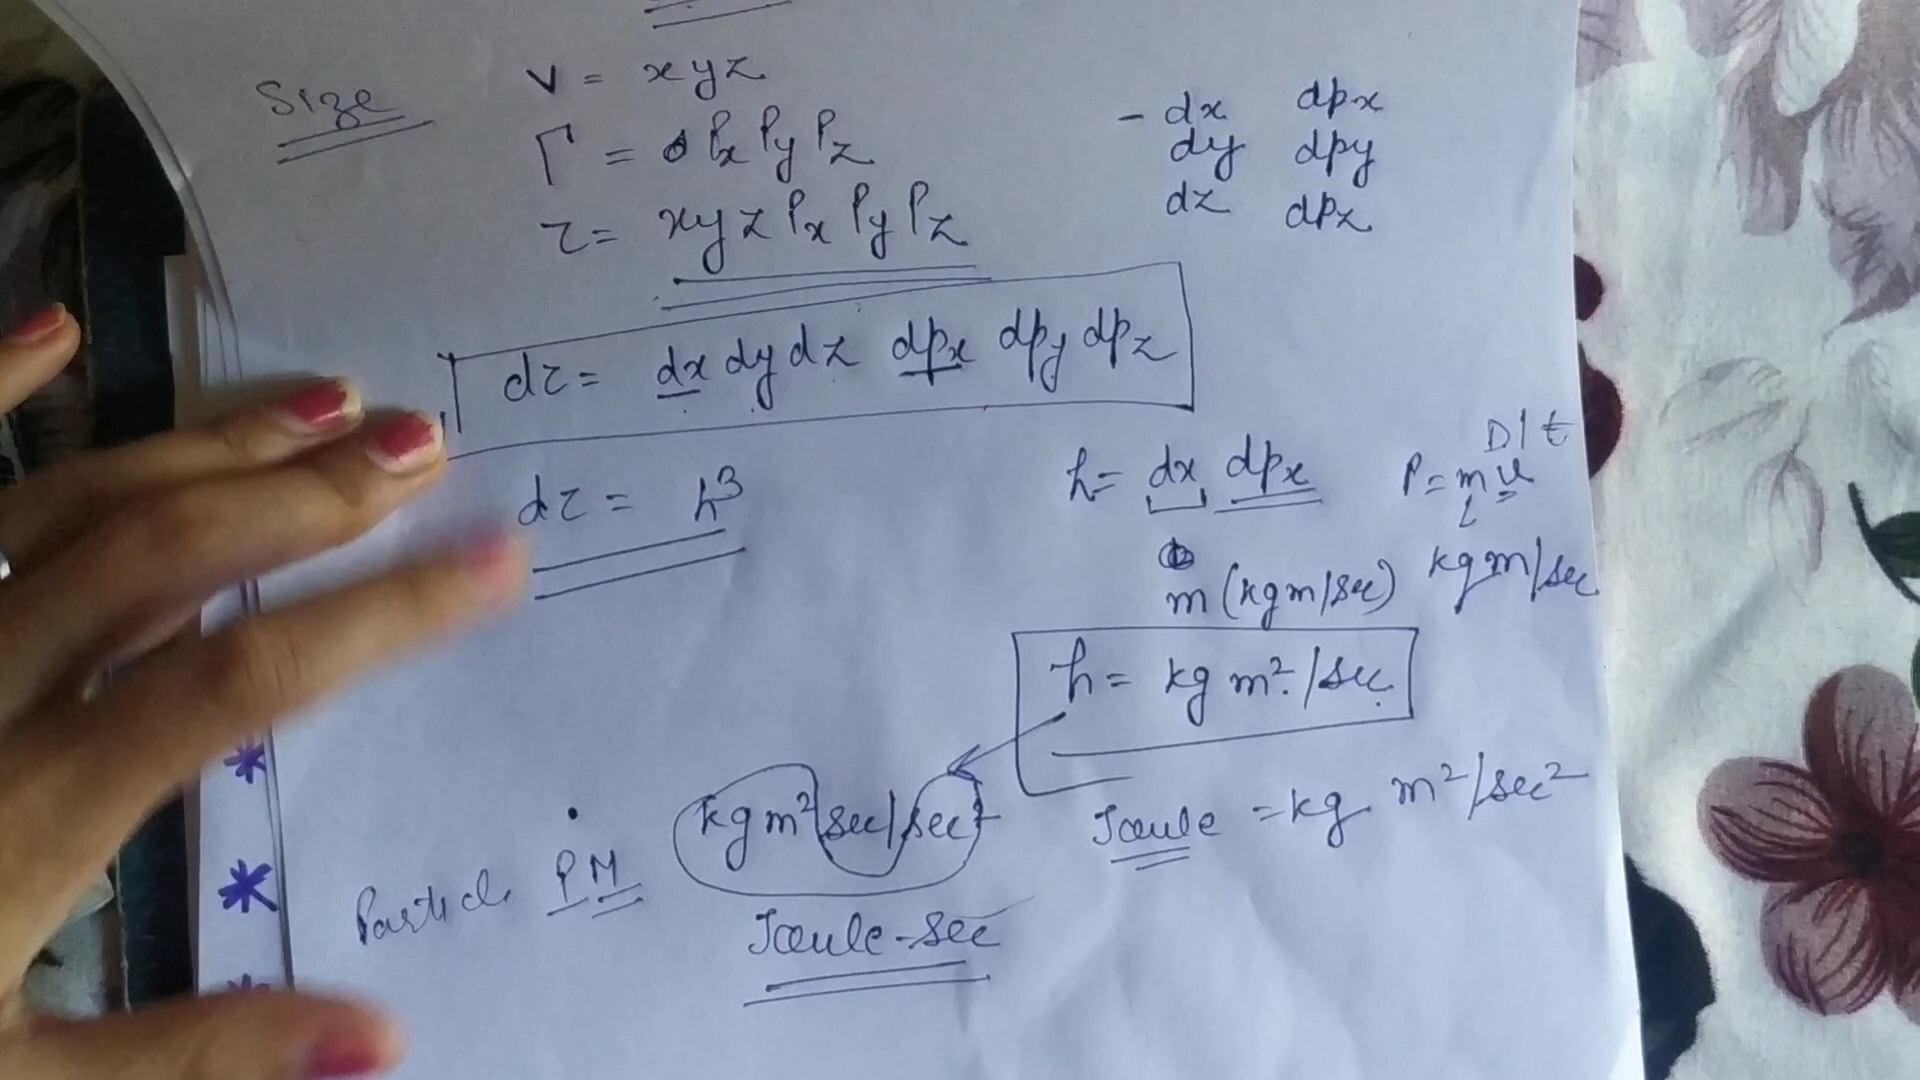 Size
V = xyz
Γ = Px Py Pz
τ = xyz Px Py Pz
- dx dpx
dy dpy
dz dpz
dτ = dx dy dz dpx dpy dpz
dτ = h³
h = dx dpx
D/t
P = mv
m (kg m/sec)
kg m/sec
h = kg m² /sec
kg m² sec/sec²
Joule = kg m²/sec²
Particle PM
Joule-sec